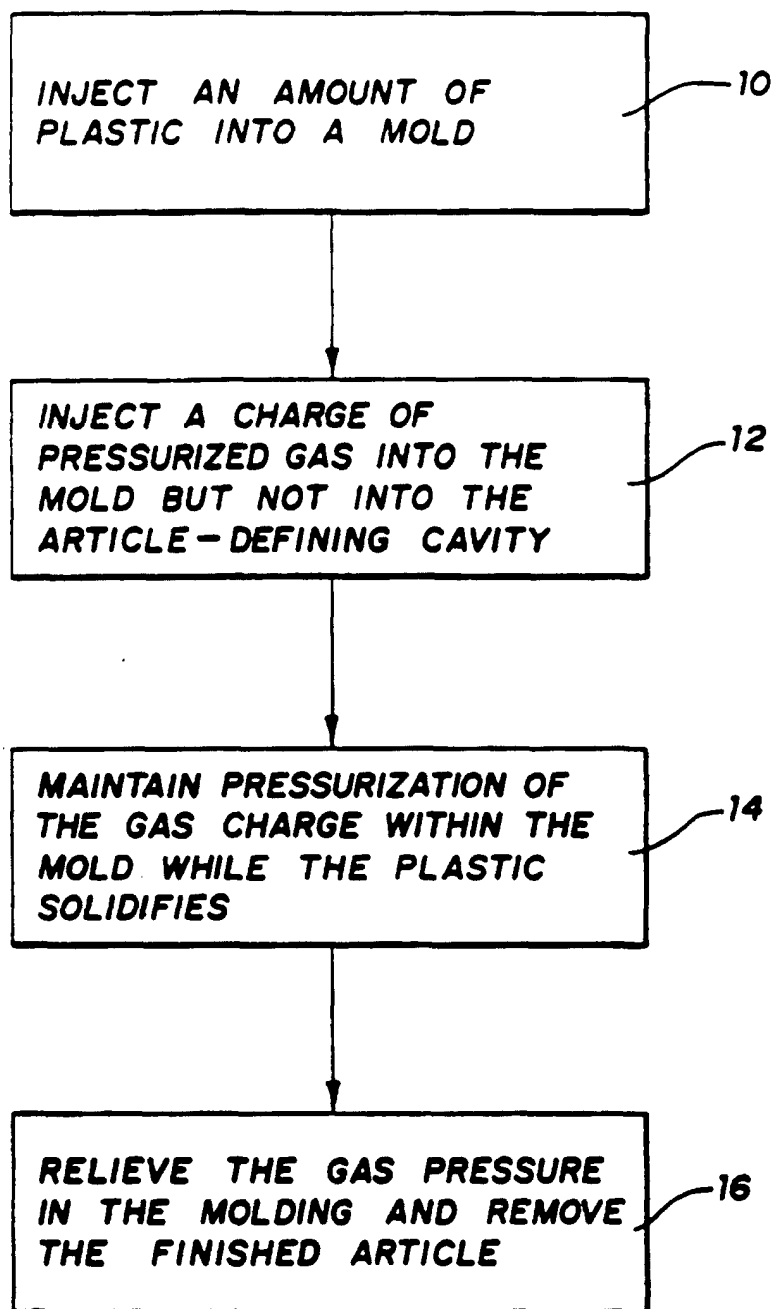 INJECT AN AMOUNT OF
PLASTIC INTO A MOLD
10
INJECT A CHARGE OF
PRESSURIZED GAS INTO THE
MOLD BUT NOT INTO THE
ARTICLE-DEFINING CAVITY
12
MAINTAIN PRESSURIZATION OF
THE GAS CHARGE WITHIN THE
MOLD WHILE THE PLASTIC
SOLIDIFIES
14
RELIEVE THE GAS PRESSURE
IN THE MOLDING AND REMOVE
THE FINISHED ARTICLE
16